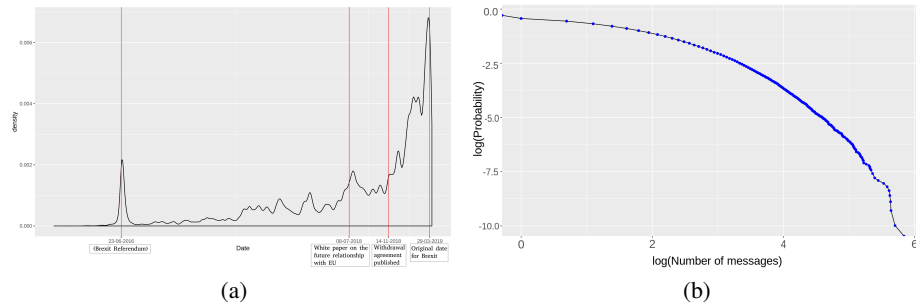 0.006
0.004
0.002
0.000
density
23-06-2016
08-07-2018
14-11-2018
29-03-2019
(Brexit Referendum)
Date
White paper on the
future relationship
with EU
Withdrawal
agreement
published
Original date
for Brexit
(a)
0.0
-2.5
-5.0
-7.5
-10.0
log(Probability)
0
2
4
6
log(Number of messages)
(b)